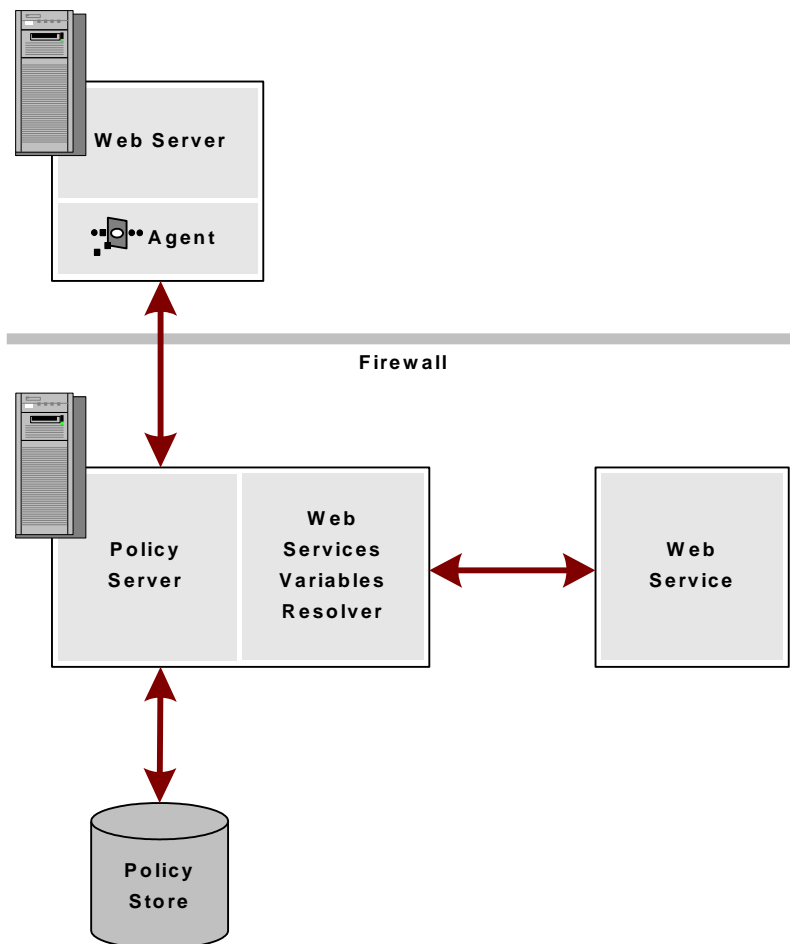 Web Server
Agent
Firewall
Policy
Server
Web
Services
Variables
Resolver
Web
Service
Policy
Store